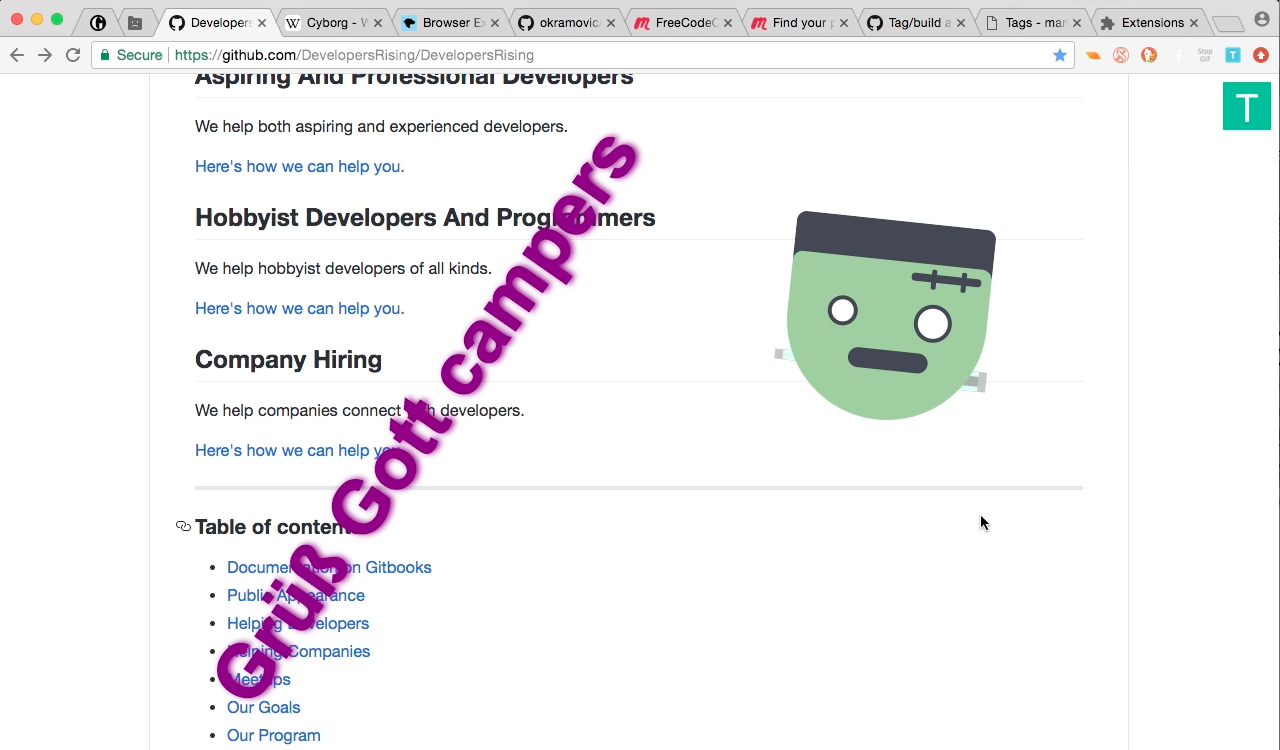 Developers
Cyborg - W
Browser Ex
okramovic/
FreeCodeC
Find your p
Tag/build a
Tags - man
Extensions
Secure https://github.com/DevelopersRising/DevelopersRising
Stop
GIF
T
T
Aspiring And Professional Developers
We help both aspiring and experienced developers.
Here's how we can help you.
Hobbyist Developers And Programmers
We help hobbyist developers of all kinds.
Here's how we can help you.
Company Hiring
We help companies connect with developers.
Here's how we can help you.
Grüß Gott campers
Table of contents
Documentation on Gitbooks
Public Appearance
Helping Developers
Helping Companies
Meetups
Our Goals
Our Program